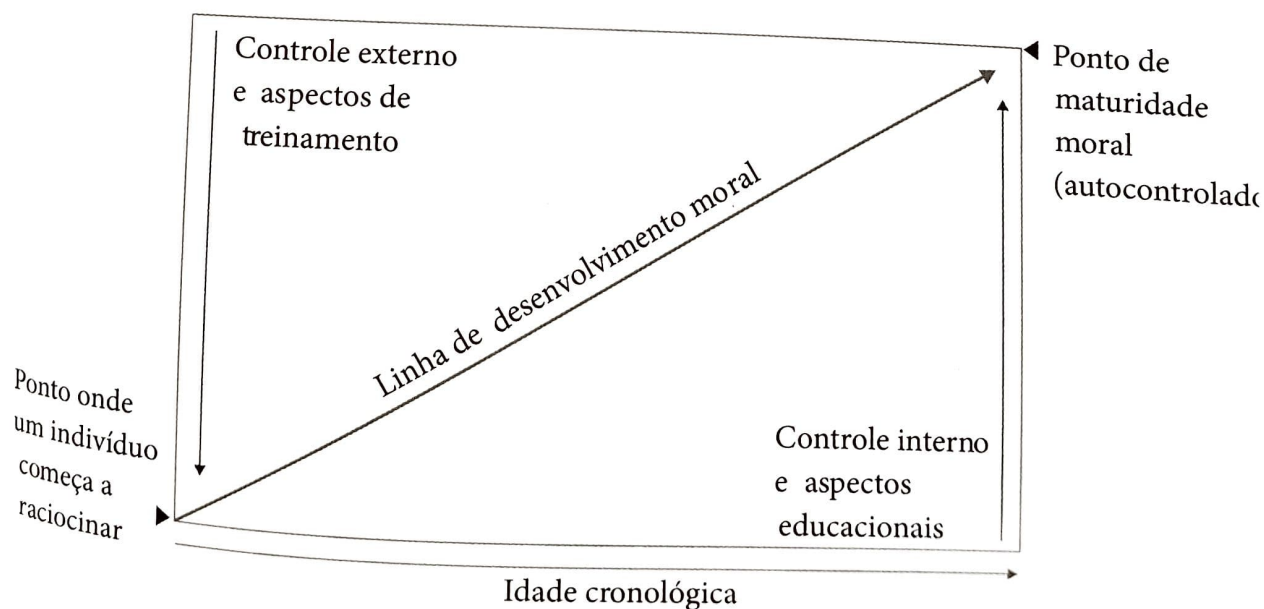 Controle externo
e aspectos de
treinamento
Ponto de
maturidade
moral
(autocontrolado
Linha de desenvolvimento moral
Ponto onde
um indivíduo
começa a
raciocinar
Controle interno
e aspectos
educacionais
Idade cronológica